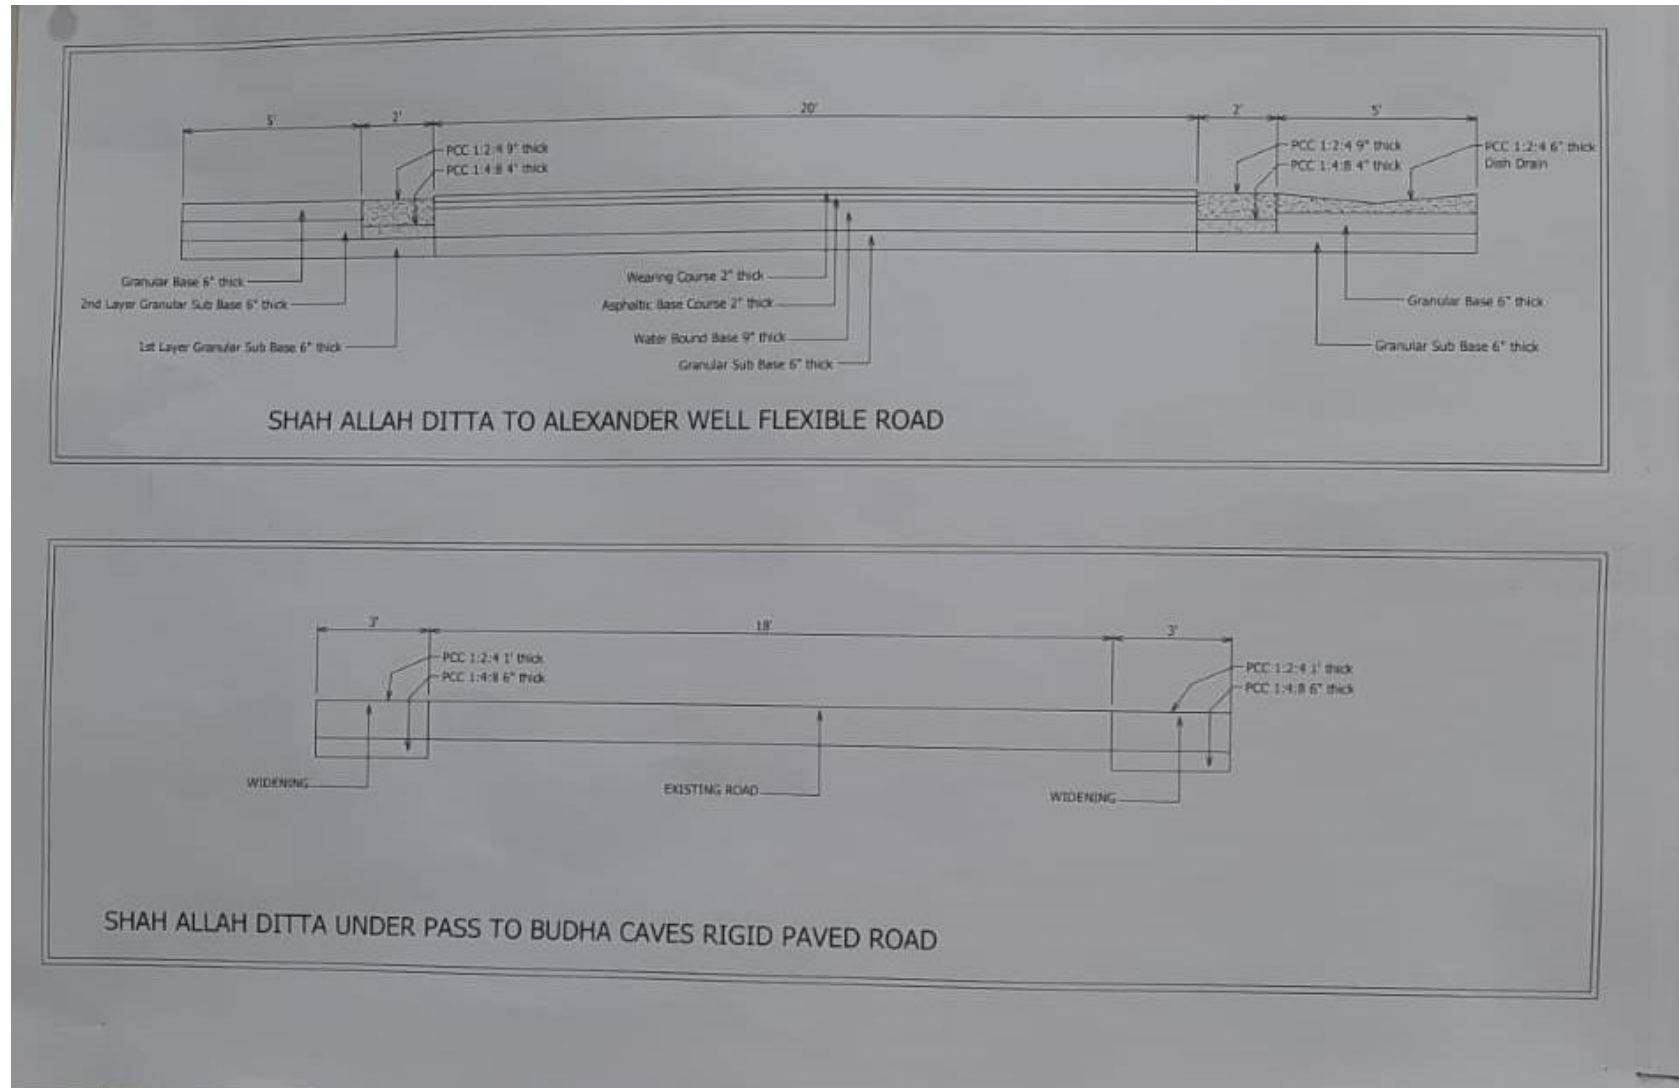 5'
2'
20'
2'
5'
PCC 1:2:4 9" thick
PCC 1:4:8 4" thick
PCC 1:2:4 9" thick
PCC 1:4:8 4" thick
PCC 1:2:4 6" thick
Dish Drain
Granular Base 6" thick
2nd Layer Granular Sub Base 6" thick
1st Layer Granular Sub Base 6" thick
Wearing Course 2" thick
Asphaltic Base Course 2" thick
Water Bound Base 9" thick
Granular Sub Base 6" thick
Granular Base 6" thick
Granular Sub Base 6" thick
SHAH ALLAH DITTA TO ALEXANDER WELL FLEXIBLE ROAD
3'
18'
3'
PCC 1:2:4 1' thick
PCC 1:4:8 6" thick
PCC 1:2:4 1' thick
PCC 1:4:8 6" thick
WIDENING
EXISTING ROAD
WIDENING
SHAH ALLAH DITTA UNDER PASS TO BUDHA CAVES RIGID PAVED ROAD